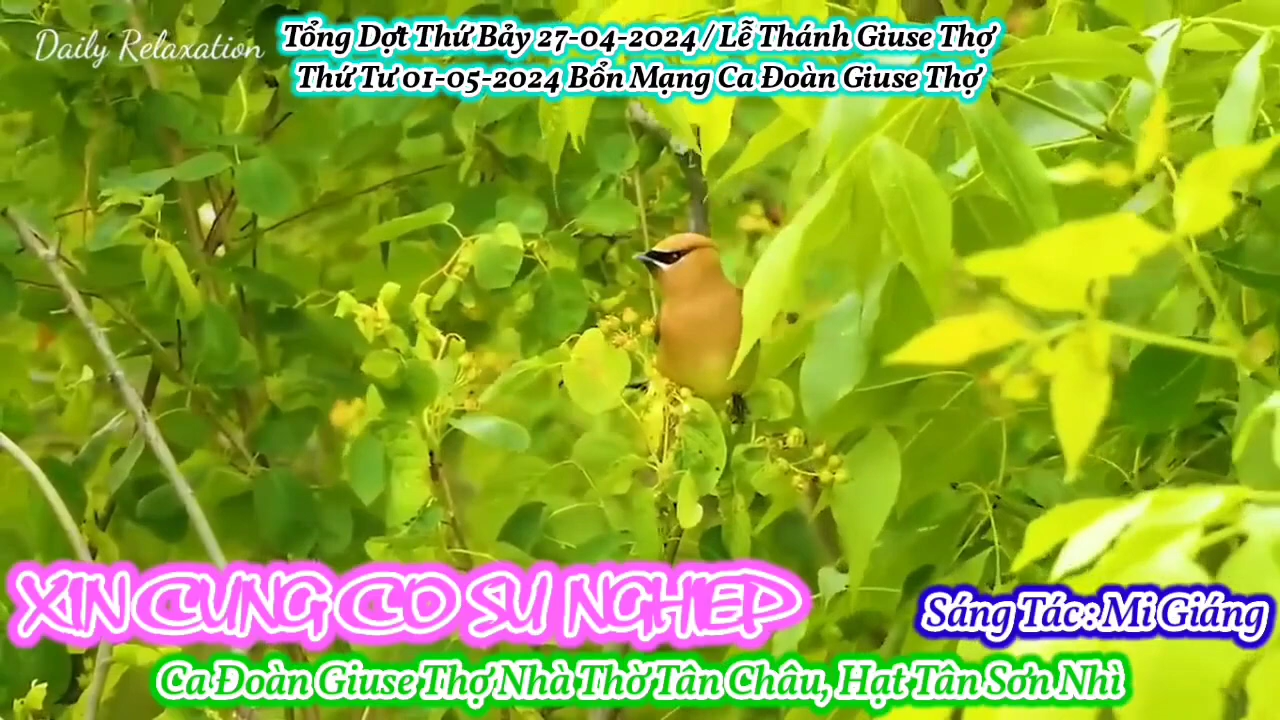 Daily Relaxation
Tổng Dợt Thứ Bảy 27-04-2024 / Lễ Thánh Giuse Thợ
Thứ Tư 01-05-2024 Bổn Mạng Ca Đoàn Giuse Thợ
XIN CUNG CO SU NGHIEP
Sáng Tác : Mi Giáng
Ca Đoàn Giuse Thợ Nhà Thờ Tân Châu, Hạt Tân Sơn Nhì